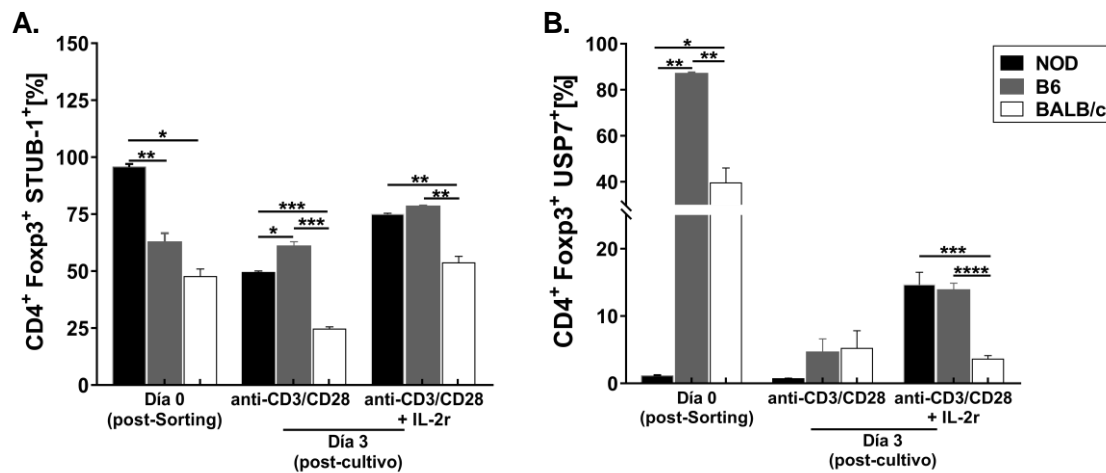 A.
CD4+ Foxp3+ STUB-1+[%]
150
125
100
75
50
25
0
*
**
***
*
***
**
**
Día 0
(post-Sorting)
anti-CD3/CD28
anti-CD3/CD28
+ IL-2r
Día 3
(post-cultivo)
B.
CD4+ Foxp3+ USP7+[%]
100
80
60
40
20
10
0
*
**
**
***
****
Día 0
(post-Sorting)
anti-CD3/CD28
anti-CD3/CD28
+ IL-2r
Día 3
(post-cultivo)
NOD
B6
BALB/c